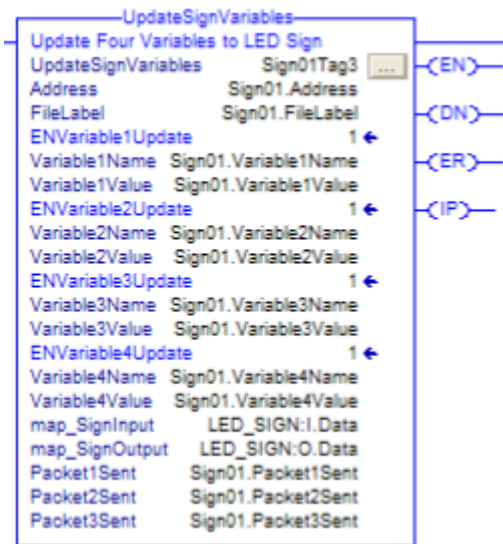 UpdateSignVariables
Update Four Variables to LED Sign
UpdateSignVariables Sign01Tag3 ... (EN)
Address Sign01.Address
FileLabel Sign01.FileLabel (DN)
ENVariable1Update 1
Variable1Name Sign01.Variable1Name (ER)
Variable1Value Sign01.Variable1Value
ENVariable2Update 1 (IP)
Variable2Name Sign01.Variable2Name
Variable2Value Sign01.Variable2Value
ENVariable3Update 1
Variable3Name Sign01.Variable3Name
Variable3Value Sign01.Variable3Value
ENVariable4Update 1
Variable4Name Sign01.Variable4Name
Variable4Value Sign01.Variable4Value
map_SignInput LED_SIGN:I.Data
map_SignOutput LED_SIGN:O.Data
Packet1Sent Sign01.Packet1Sent
Packet2Sent Sign01.Packet2Sent
Packet3Sent Sign01.Packet3Sent